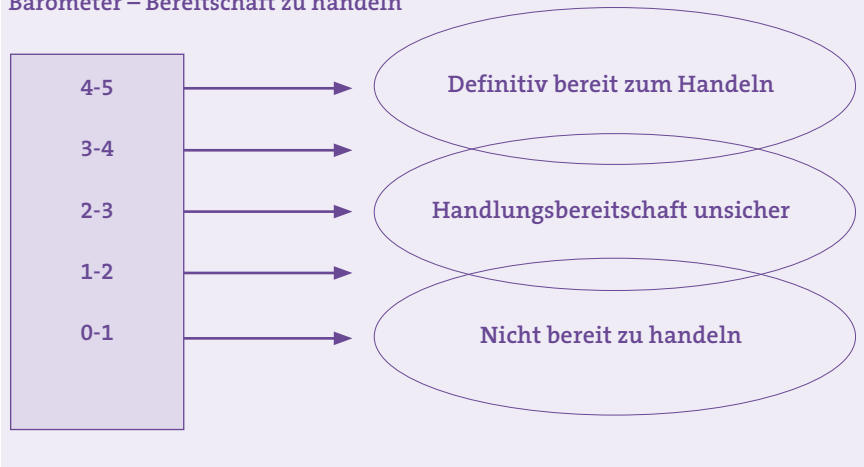 Barometer – Bereitschaft zu handeln
4-5
Definitiv bereit zum Handeln
3-4
2-3
Handlungsbereitschaft unsicher
1-2
0-1
Nicht bereit zu handeln